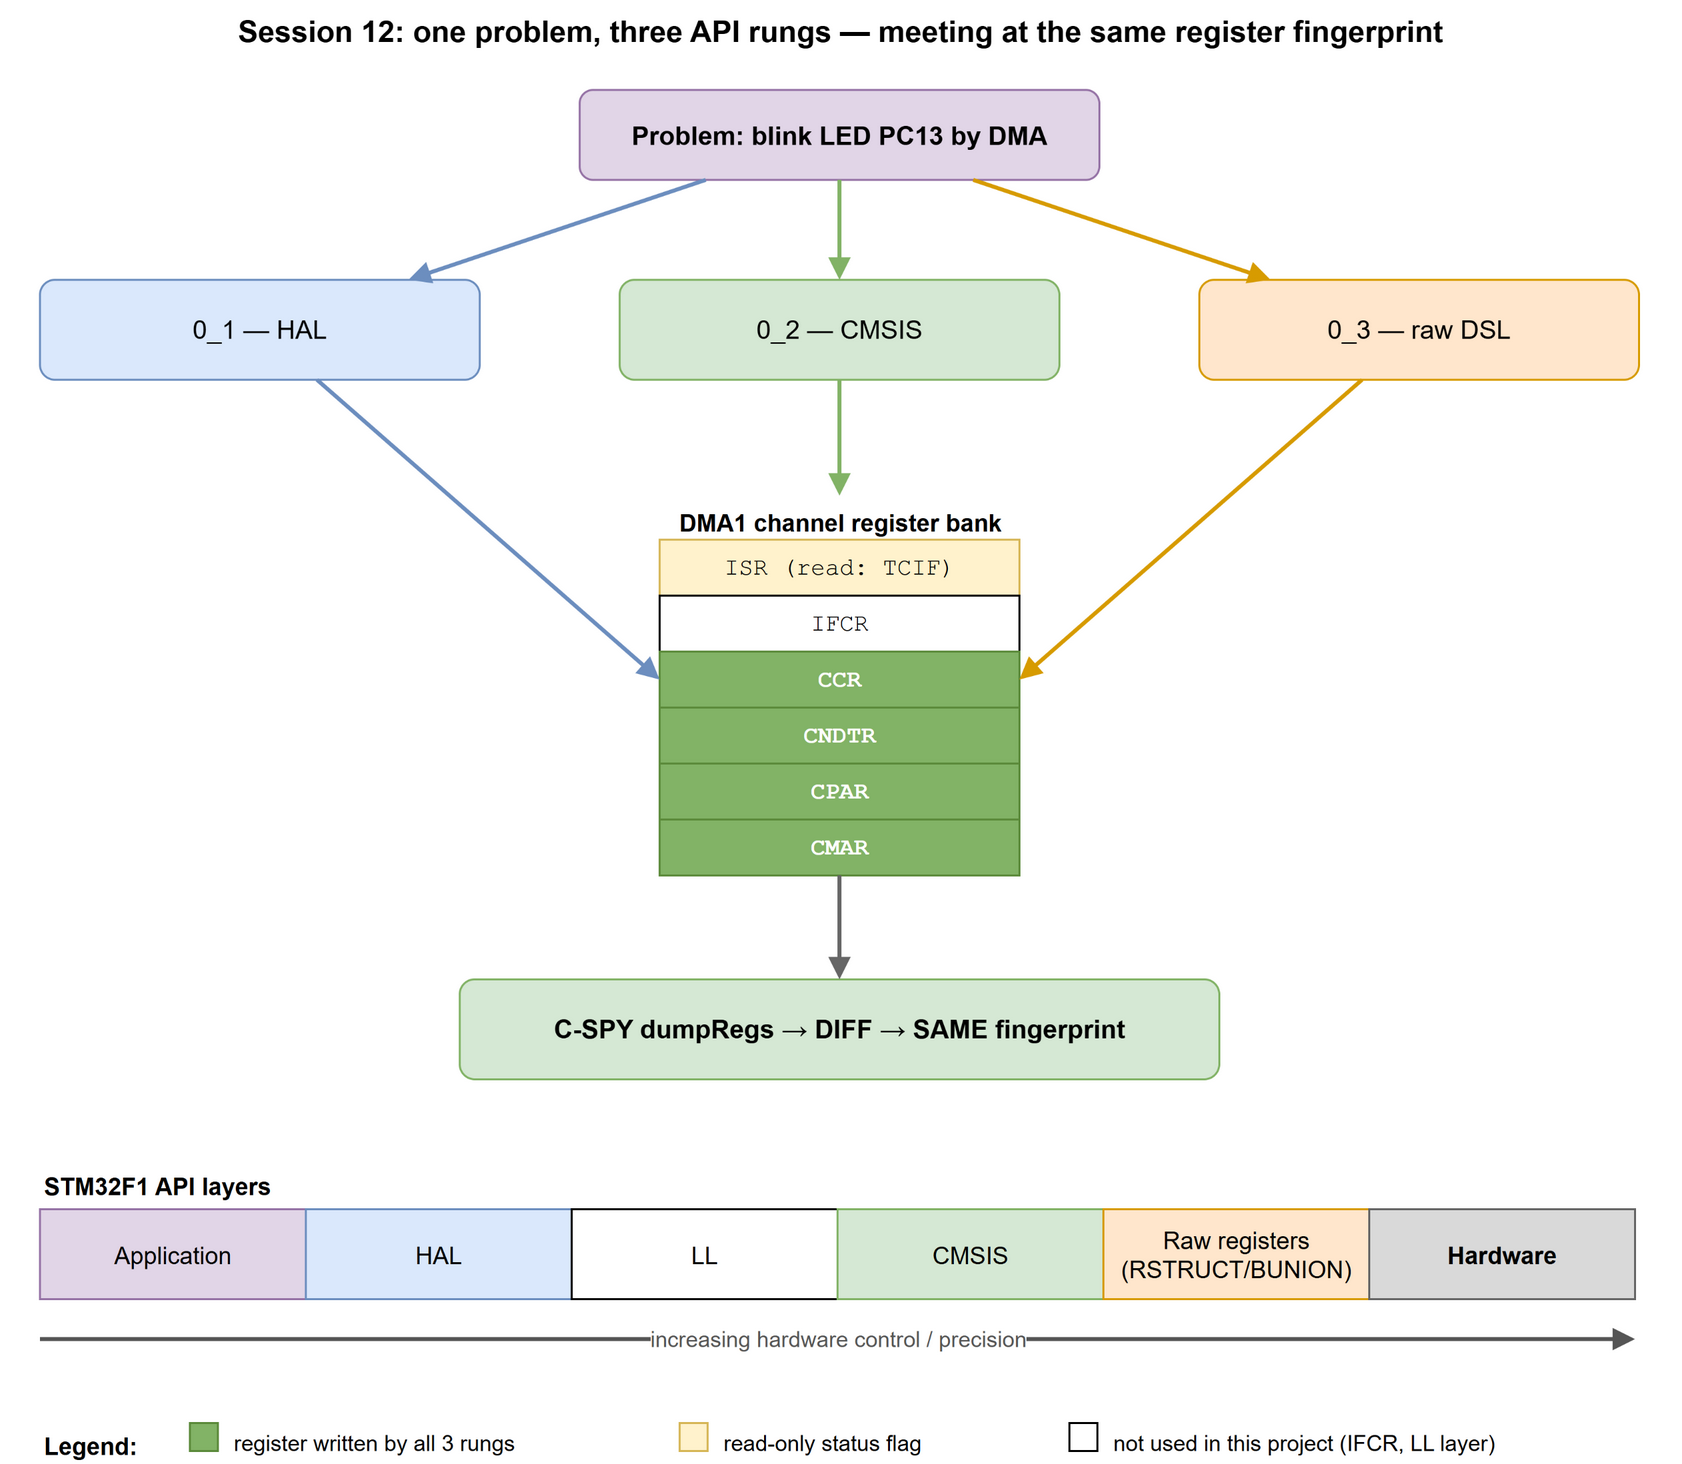 Session 12: one problem, three API rungs — meeting at the same register fingerprint
Problem: blink LED PC13 by DMA
0_1 — HAL
0_2 — CMSIS
0_3 — raw DSL
DMA1 channel register bank
ISR (read: TCIF)
IFCR
CCR
CNDTR
CPAR
CMAR
C-SPY dumpRegs → DIFF → SAME fingerprint
STM32F1 API layers
Application
HAL
LL
CMSIS
Raw registers
(RSTRUCT/BUNION)
Hardware
increasing hardware control / precision
Legend:
register written by all 3 rungs
read-only status flag
not used in this project (IFCR, LL layer)